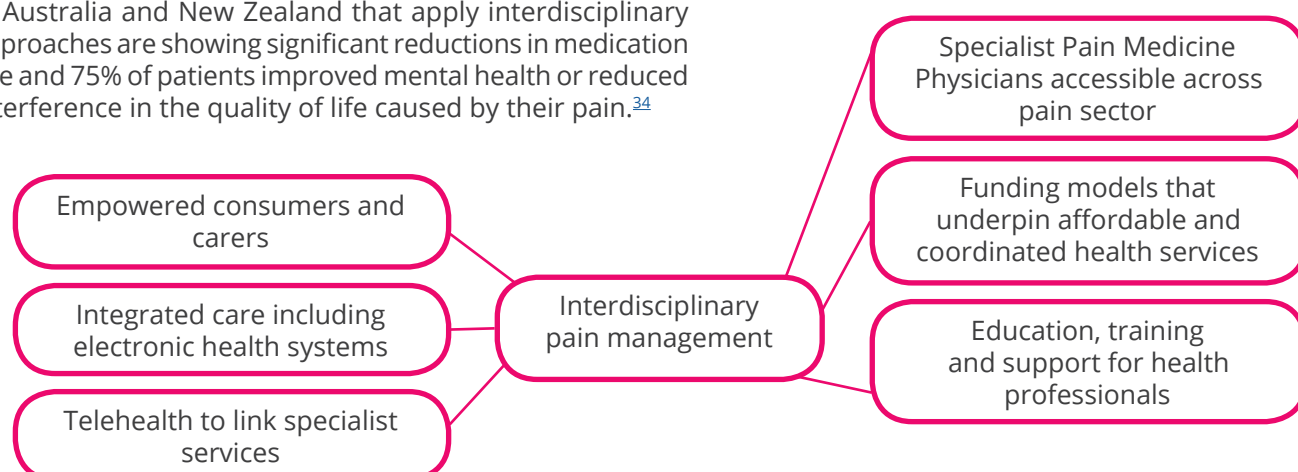 Australia and New Zealand that apply interdisciplinary
proaches are showing significant reductions in medication
e and 75% of patients improved mental health or reduced
terference in the quality of life caused by their pain.34
Empowered consumers and
carers
Integrated care including
electronic health systems
Telehealth to link specialist
services
Interdisciplinary
pain management
Specialist Pain Medicine
Physicians accessible across
pain sector
Funding models that
underpin affordable and
coordinated health services
Education, training
and support for health
professionals